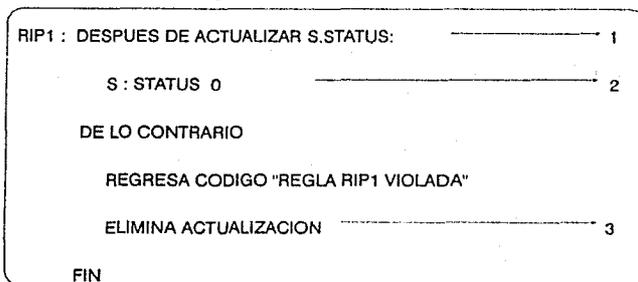 RIP1 : DESPUES DE ACTUALIZAR S.STATUS: 1
S : STATUS 0 2
DE LO CONTRARIO
REGRESA CODIGO "REGLA RIP1 VIOLADA"
ELIMINA ACTUALIZACION 3
FIN